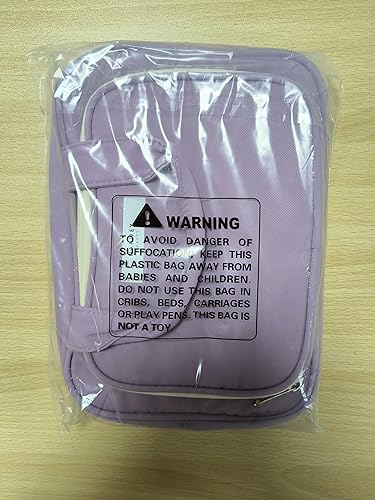 WARNING
TO AVOID DANGER OF
SUFFOCATION, KEEP THIS
PLASTIC BAG AWAY FROM
BABIES AND CHILDREN.
DO NOT USE THIS BAG IN
CRIBS, BEDS, CARRIAGES
OR PLAY PENS. THIS BAG IS
NOT A TOY